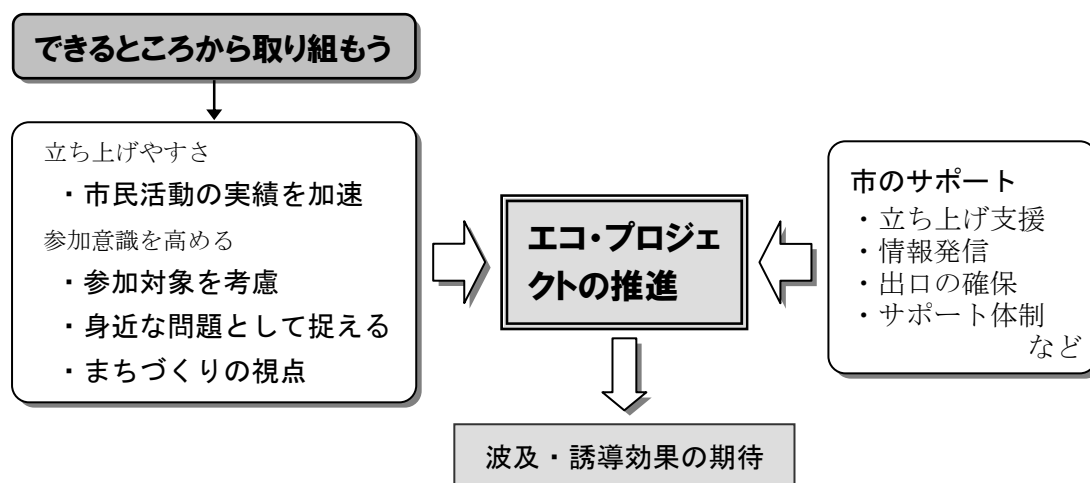 できるところから取り組もう
立ち上げやすさ
・市民活動の実績を加速
参加意識を高める
・参加対象を考慮
・身近な問題として捉える
・まちづくりの視点
エコ・プロジェ
クトの推進
市のサポート
・立ち上げ支援
・情報発信
・出口の確保
・サポート体制
など
波及・誘導効果の期待